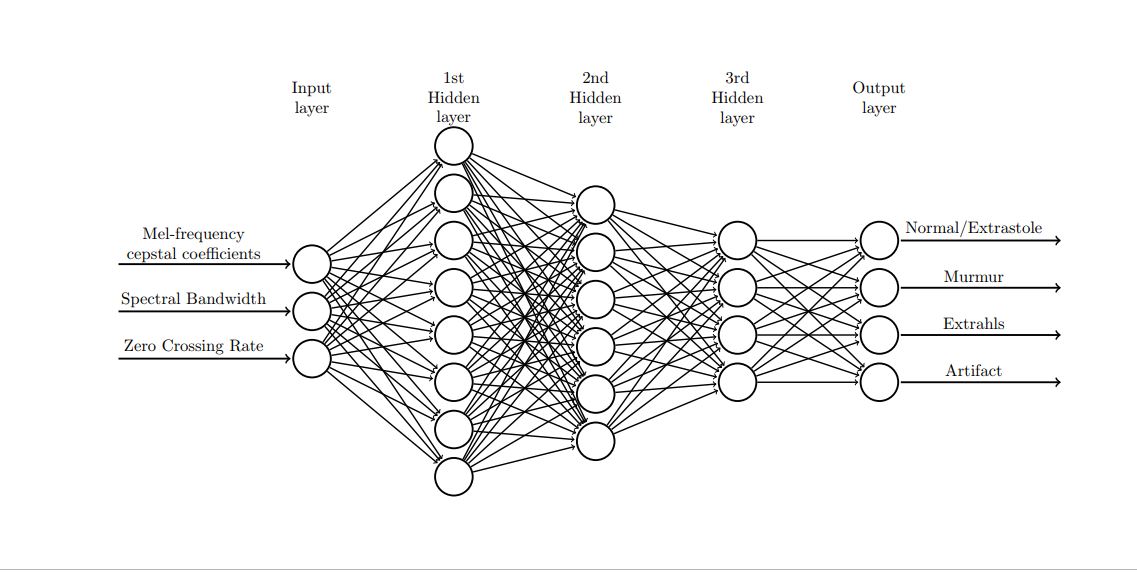 Input
layer
1st
Hidden
layer
2nd
Hidden
layer
3rd
Hidden
layer
Output
layer
Mel-frequency
cepstal coefficients
Spectral Bandwidth
Zero Crossing Rate
Normal/Extrastole
Murmur
Extrahls
Artifact